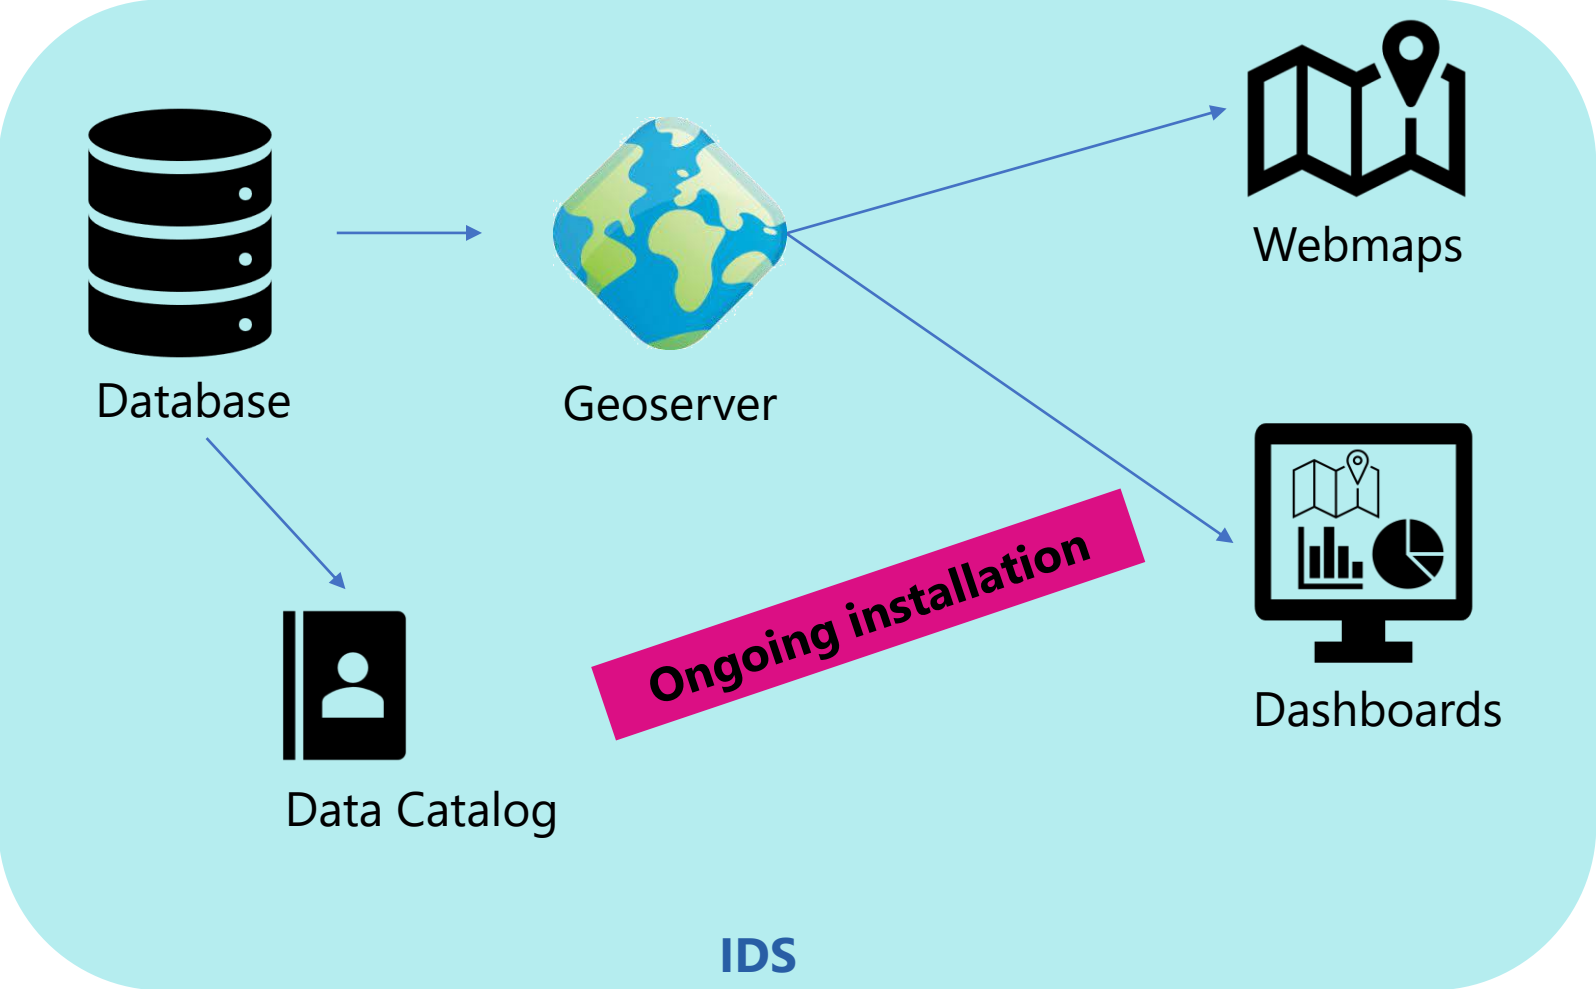 Webmaps
Database
Geoserver
Ongoing installation
Dashboards
Data Catalog
IDS